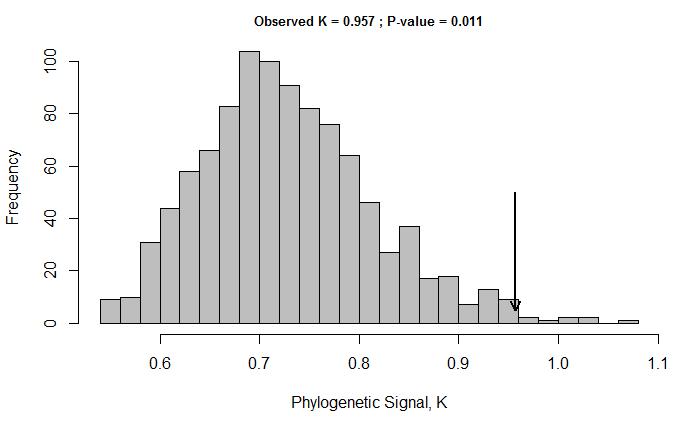 Observed K = 0.957 ; P-value = 0.011
Frequency
100
80
60
40
20
0
0.6 0.7 0.8 0.9 1.0 1.1
Phylogenetic Signal, K